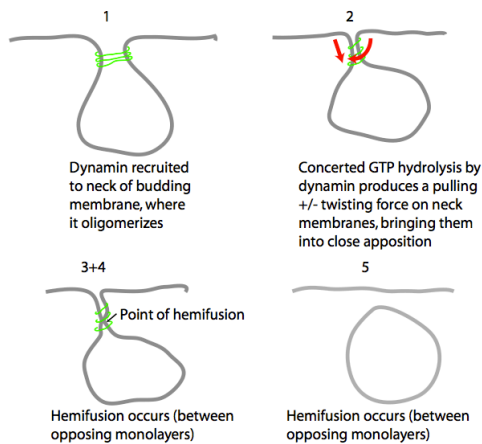 1
Dynamin recruited
to neck of budding
membrane, where
it oligomerizes
2
Concerted GTP hydrolysis by
dynamin produces a pulling
+/- twisting force on neck
membranes, bringing them
into close apposition
3+4
Point of hemifusion
Hemifusion occurs (between
opposing monolayers)
5
Hemifusion occurs (between
opposing monolayers)